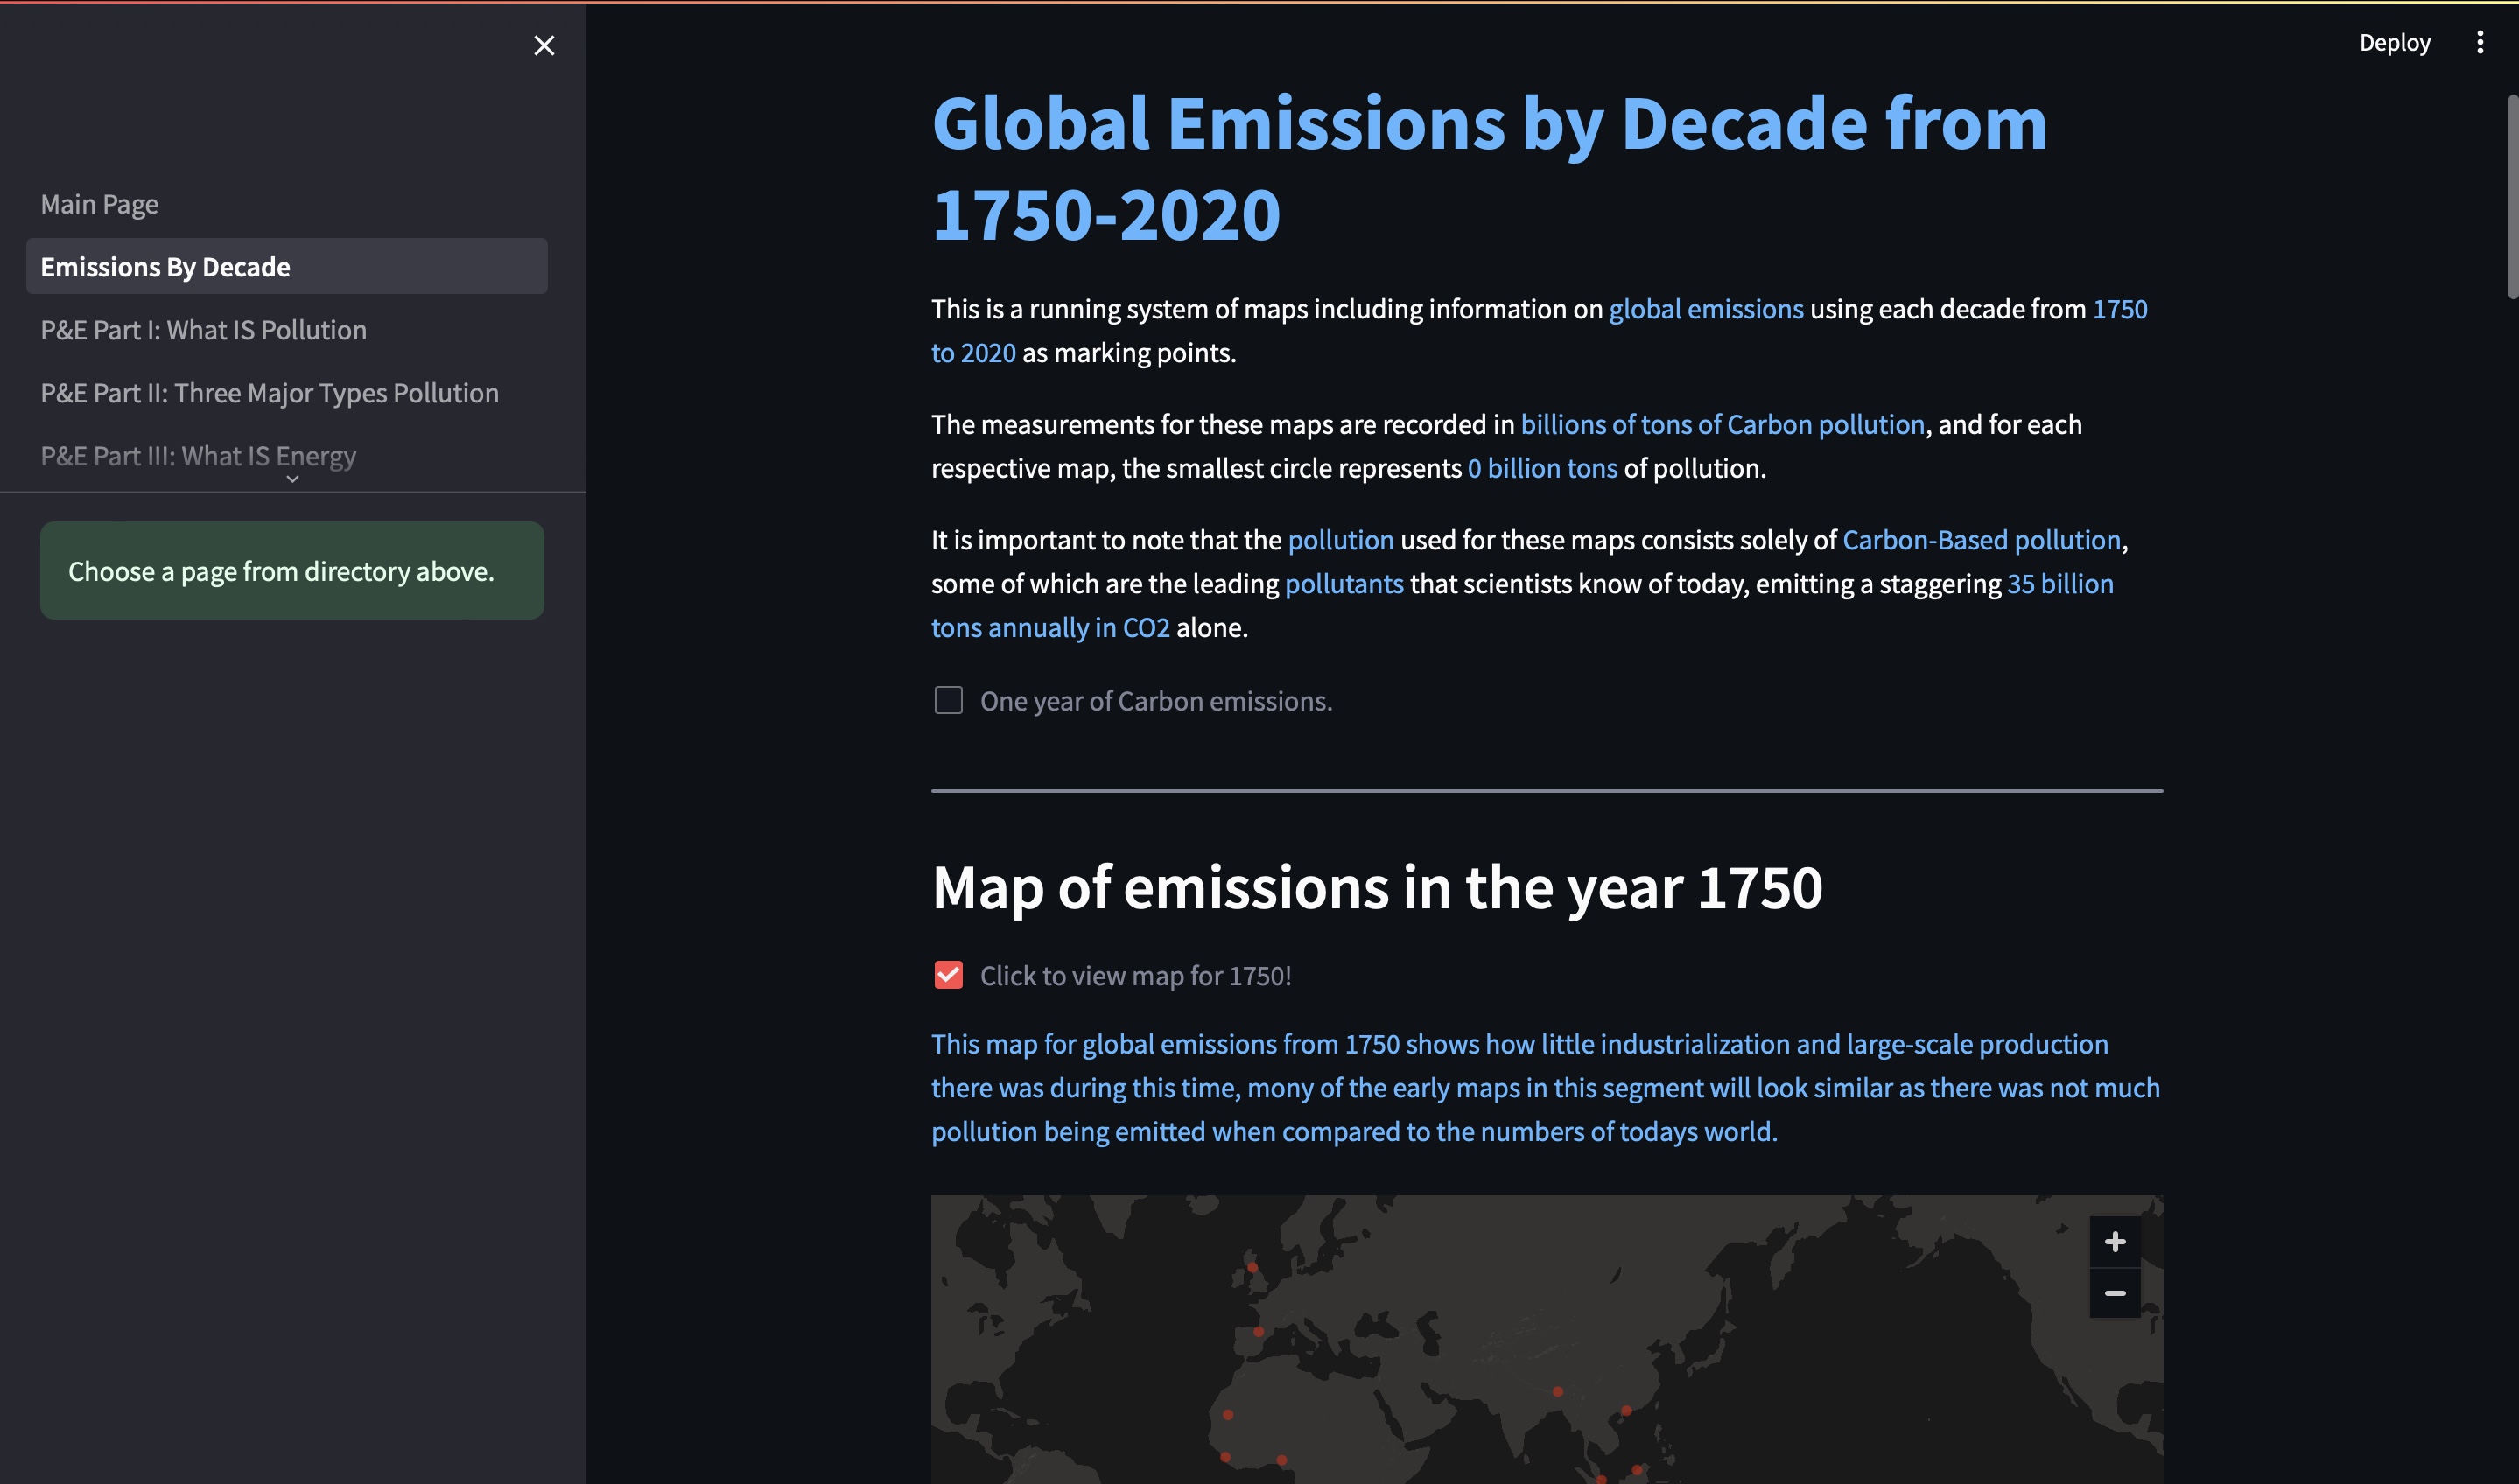 Deploy
Main Page
Emissions By Decade
P&E Part I: What IS Pollution
P&E Part II: Three Major Types Pollution
P&E Part III: What IS Energy
Choose a page from directory above.
Global Emissions by Decade from
1750-2020
This is a running system of maps including information on global emissions using each decade from 1750
to 2020 as marking points.
The measurements for these maps are recorded in billions of tons of Carbon pollution, and for each
respective map, the smallest circle represents 0 billion tons of pollution.
It is important to note that the pollution used for these maps consists solely of Carbon-Based pollution,
some of which are the leading pollutants that scientists know of today, emitting a staggering 35 billion
tons annually in CO2 alone.
One year of Carbon emissions.
Map of emissions in the year 1750
Click to view map for 1750!
This map for global emissions from 1750 shows how little industrialization and large-scale production
there was during this time, mony of the early maps in this segment will look similar as there was not much
pollution being emitted when compared to the numbers of todays world.